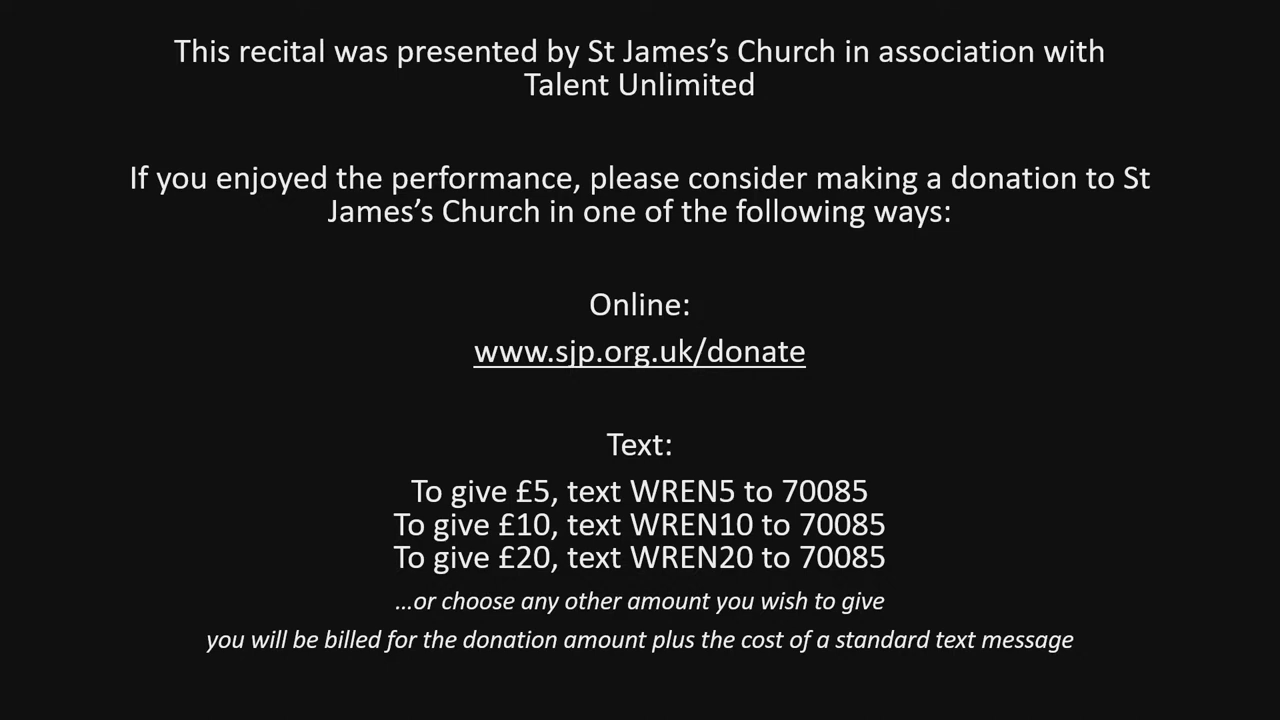 This recital was presented by St James’s Church in association with
Talent Unlimited
If you enjoyed the performance, please consider making a donation to St
James’s Church in one of the following ways:
Online:
www.sjp.org.uk/donate
Text:
To give £5, text WREN5 to 70085
To give £10, text WREN10 to 70085
To give £20, text WREN20 to 70085
…or choose any other amount you wish to give
you will be billed for the donation amount plus the cost of a standard text message